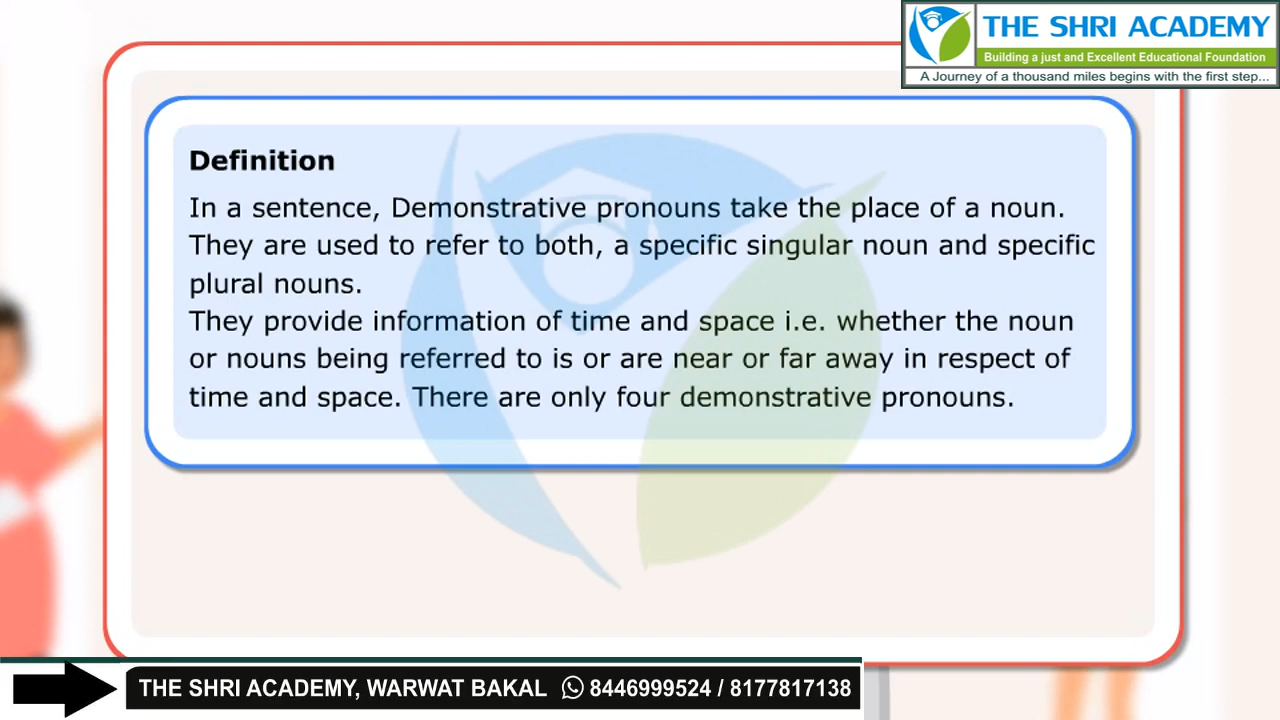 THE SHRI ACADEMY
Building a just and Excellent Educational Foundation
A Journey of a thousand miles begins with the first step...
Definition
In a sentence, Demonstrative pronouns take the place of a noun.
They are used to refer to both, a specific singular noun and specific
plural nouns.
They provide information of time and space i.e. whether the noun
or nouns being referred to is or are near or far away in respect of
time and space. There are only four demonstrative pronouns.
THE SHRI ACADEMY, WARWAT BAKAL 8446999524 / 8177817138